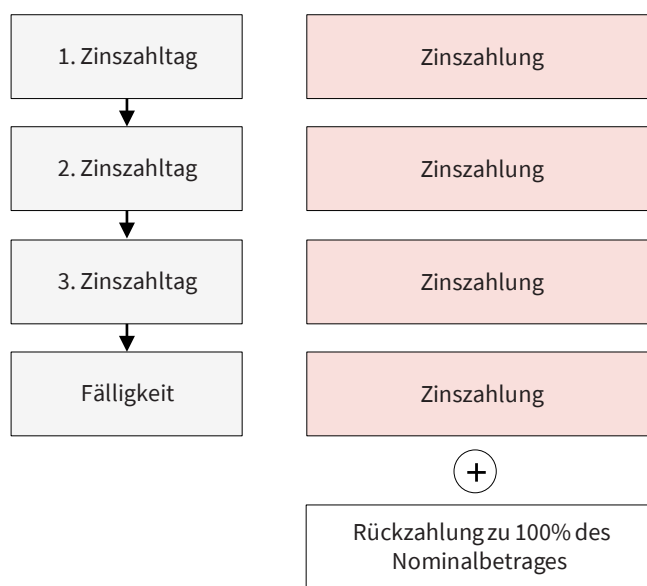 1. Zinszahltag
Zinszahlung
2. Zinszahltag
Zinszahlung
3. Zinszahltag
Zinszahlung
Fälligkeit
Zinszahlung
+
Rückzahlung zu 100% des
Nominalbetrages